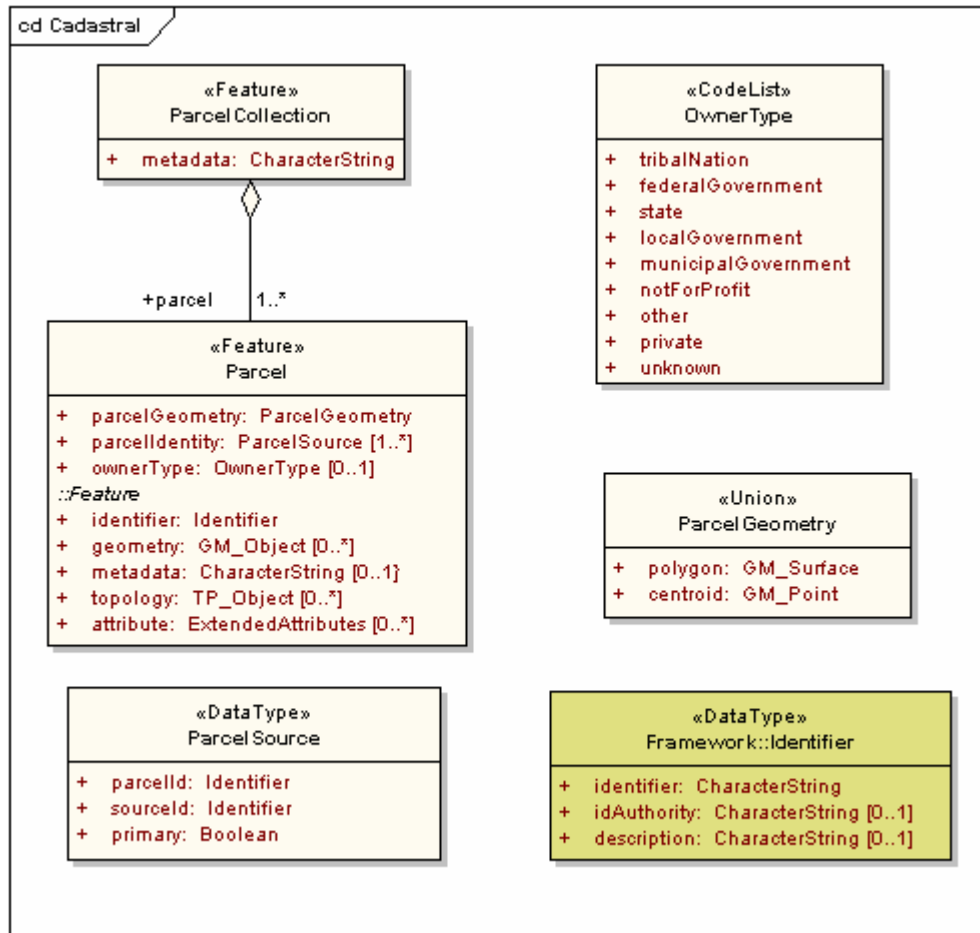 cd Cadastral
«Feature»
ParcelCollection
+ metadata: CharacterString
+parcel 1..*
«Feature»
Parcel
+ parcelGeometry: ParcelGeometry
+ parcelIdentity: ParcelSource [1..*]
+ ownerType: OwnerType [0..1]
::Feature
+ identifier: Identifier
+ geometry: GM_Object [0..*]
+ metadata: CharacterString [0..1}
+ topology: TP_Object [0..*]
+ attribute: ExtendedAttributes [0..*]
«DataType»
ParcelSource
+ parcelId: Identifier
+ sourceId: Identifier
+ primary: Boolean
«CodeList»
OwnerType
+ tribalNation
+ federalGovernment
+ state
+ localGovernment
+ municipalGovernment
+ notForProfit
+ other
+ private
+ unknown
«Union»
ParcelGeometry
+ polygon: GM_Surface
+ centroid: GM_Point
«DataType»
Framework::Identifier
+ identifier: CharacterString
+ idAuthority: CharacterString [0..1]
+ description: CharacterString [0..1]